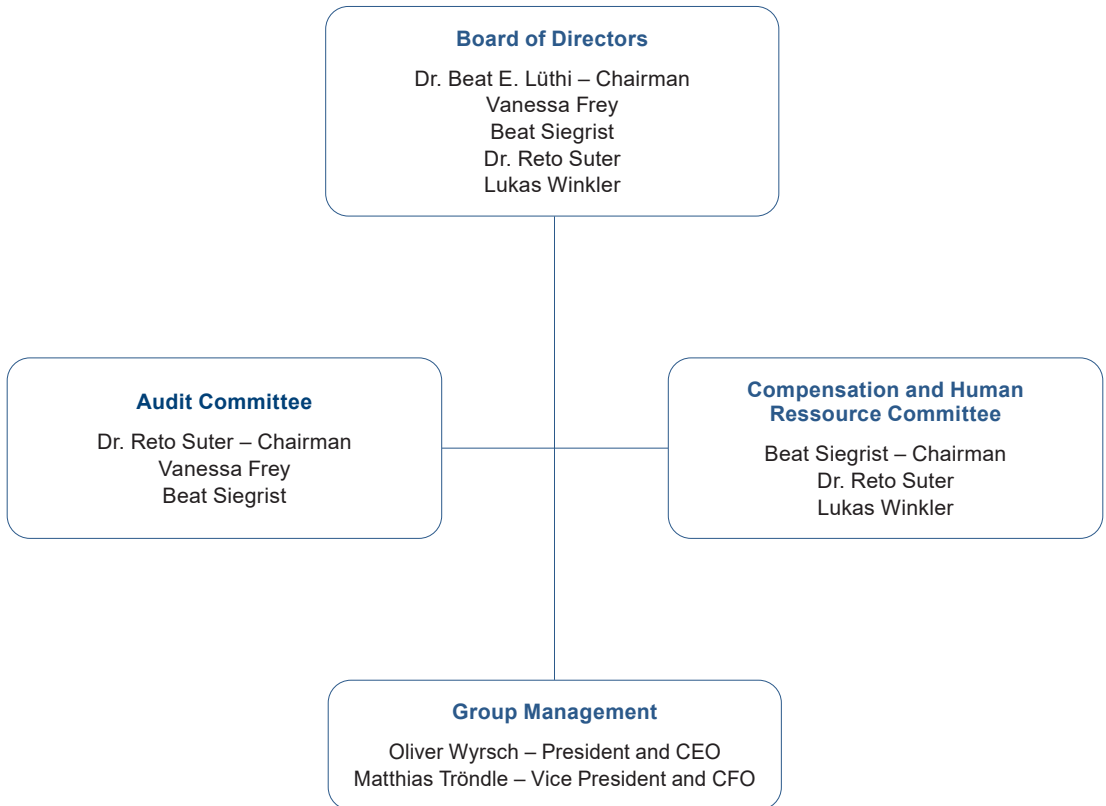 Board of Directors
Dr. Beat E. Lüthi – Chairman
Vanessa Frey
Beat Siegrist
Dr. Reto Suter
Lukas Winkler
Audit Committee
Dr. Reto Suter – Chairman
Vanessa Frey
Beat Siegrist
Compensation and Human
Ressource Committee
Beat Siegrist – Chairman
Dr. Reto Suter
Lukas Winkler
Group Management
Oliver Wyrsch – President and CEO
Matthias Tröndle – Vice President and CFO